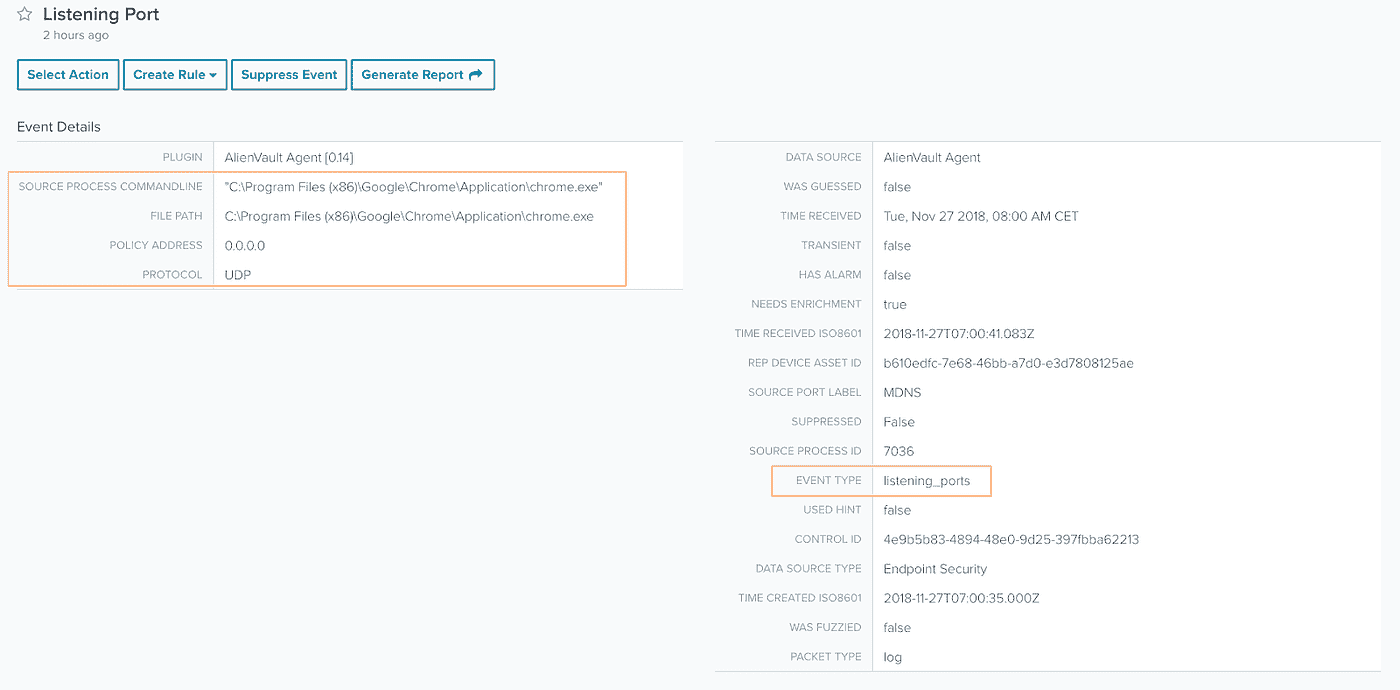 Listening Port
2 hours ago
Select Action
Create Rule
Suppress Event
Generate Report
Event Details
PLUGIN AlienVault Agent [0.14]
SOURCE PROCESS COMMANDLINE "C:\Program Files (x86)\Google\Chrome\Application\chrome.exe"
FILE PATH C:\Program Files (x86)\Google\Chrome\Application\chrome.exe
POLICY ADDRESS 0.0.0.0
PROTOCOL UDP
DATA SOURCE AlienVault Agent
WAS GUESSED false
TIME RECEIVED Tue, Nov 27 2018, 08:00 AM CET
TRANSIENT false
HAS ALARM false
NEEDS ENRICHMENT true
TIME RECEIVED ISO8601 2018-11-27T07:00:41.083Z
REP DEVICE ASSET ID b610edfc-7e68-46bb-a7d0-e3d7808125ae
SOURCE PORT LABEL MDNS
SUPPRESSED False
SOURCE PROCESS ID 7036
EVENT TYPE listening_ports
USED HINT false
CONTROL ID 4e9b5b83-4894-48e0-9d25-397fbba62213
DATA SOURCE TYPE Endpoint Security
TIME CREATED ISO8601 2018-11-27T07:00:35.000Z
WAS FUZZIED false
PACKET TYPE log